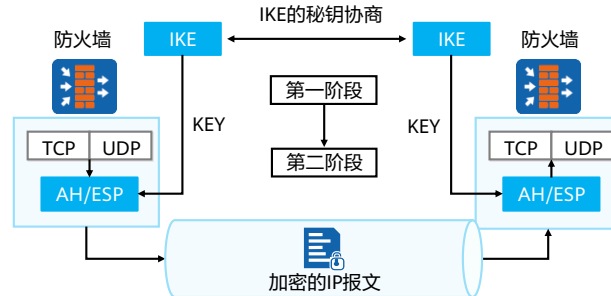 IKE的秘钥协商
防火墙
IKE
IKE
防火墙
第一阶段
KEY
KEY
TCP
UDP
第二阶段
TCP
UDP
AH/ESP
AH/ESP
加密的IP报文